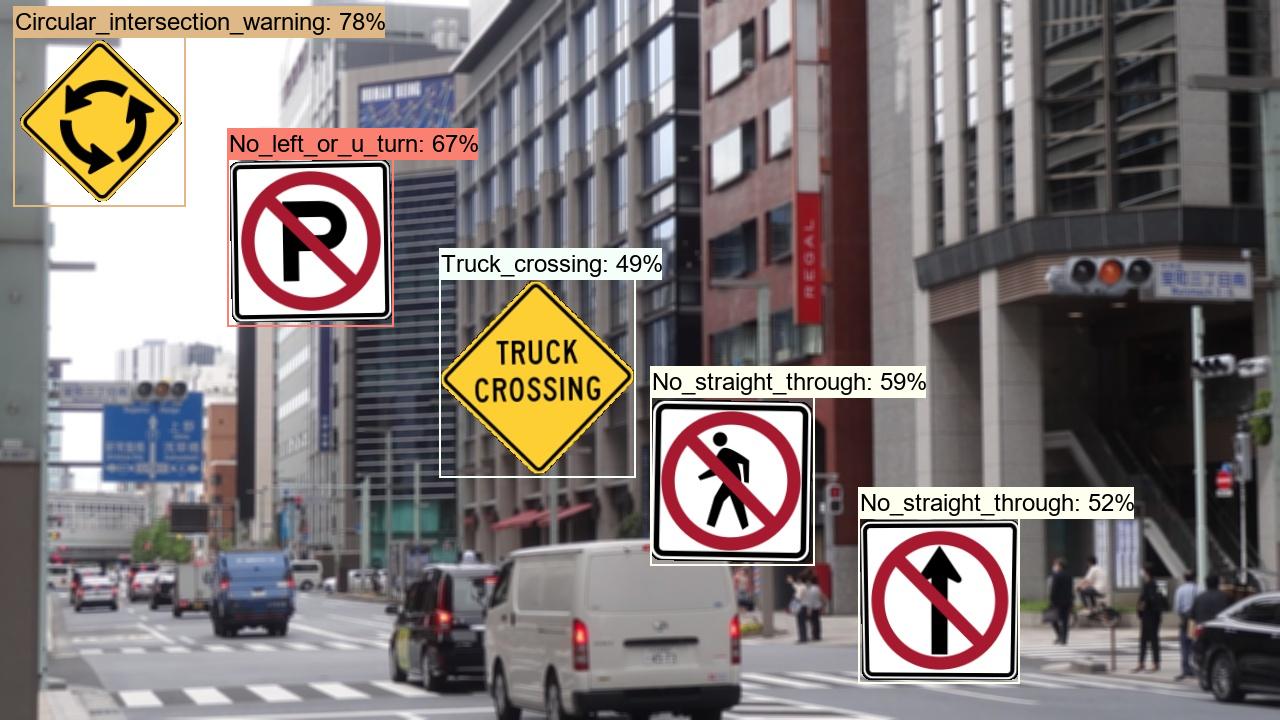 Circular_intersection_warning: 78%
No_left_or_u_turn: 67%
P
Truck_crossing: 49%
TRUCK
CROSSING
REGAL
No_straight_through: 59%
No_straight_through: 52%